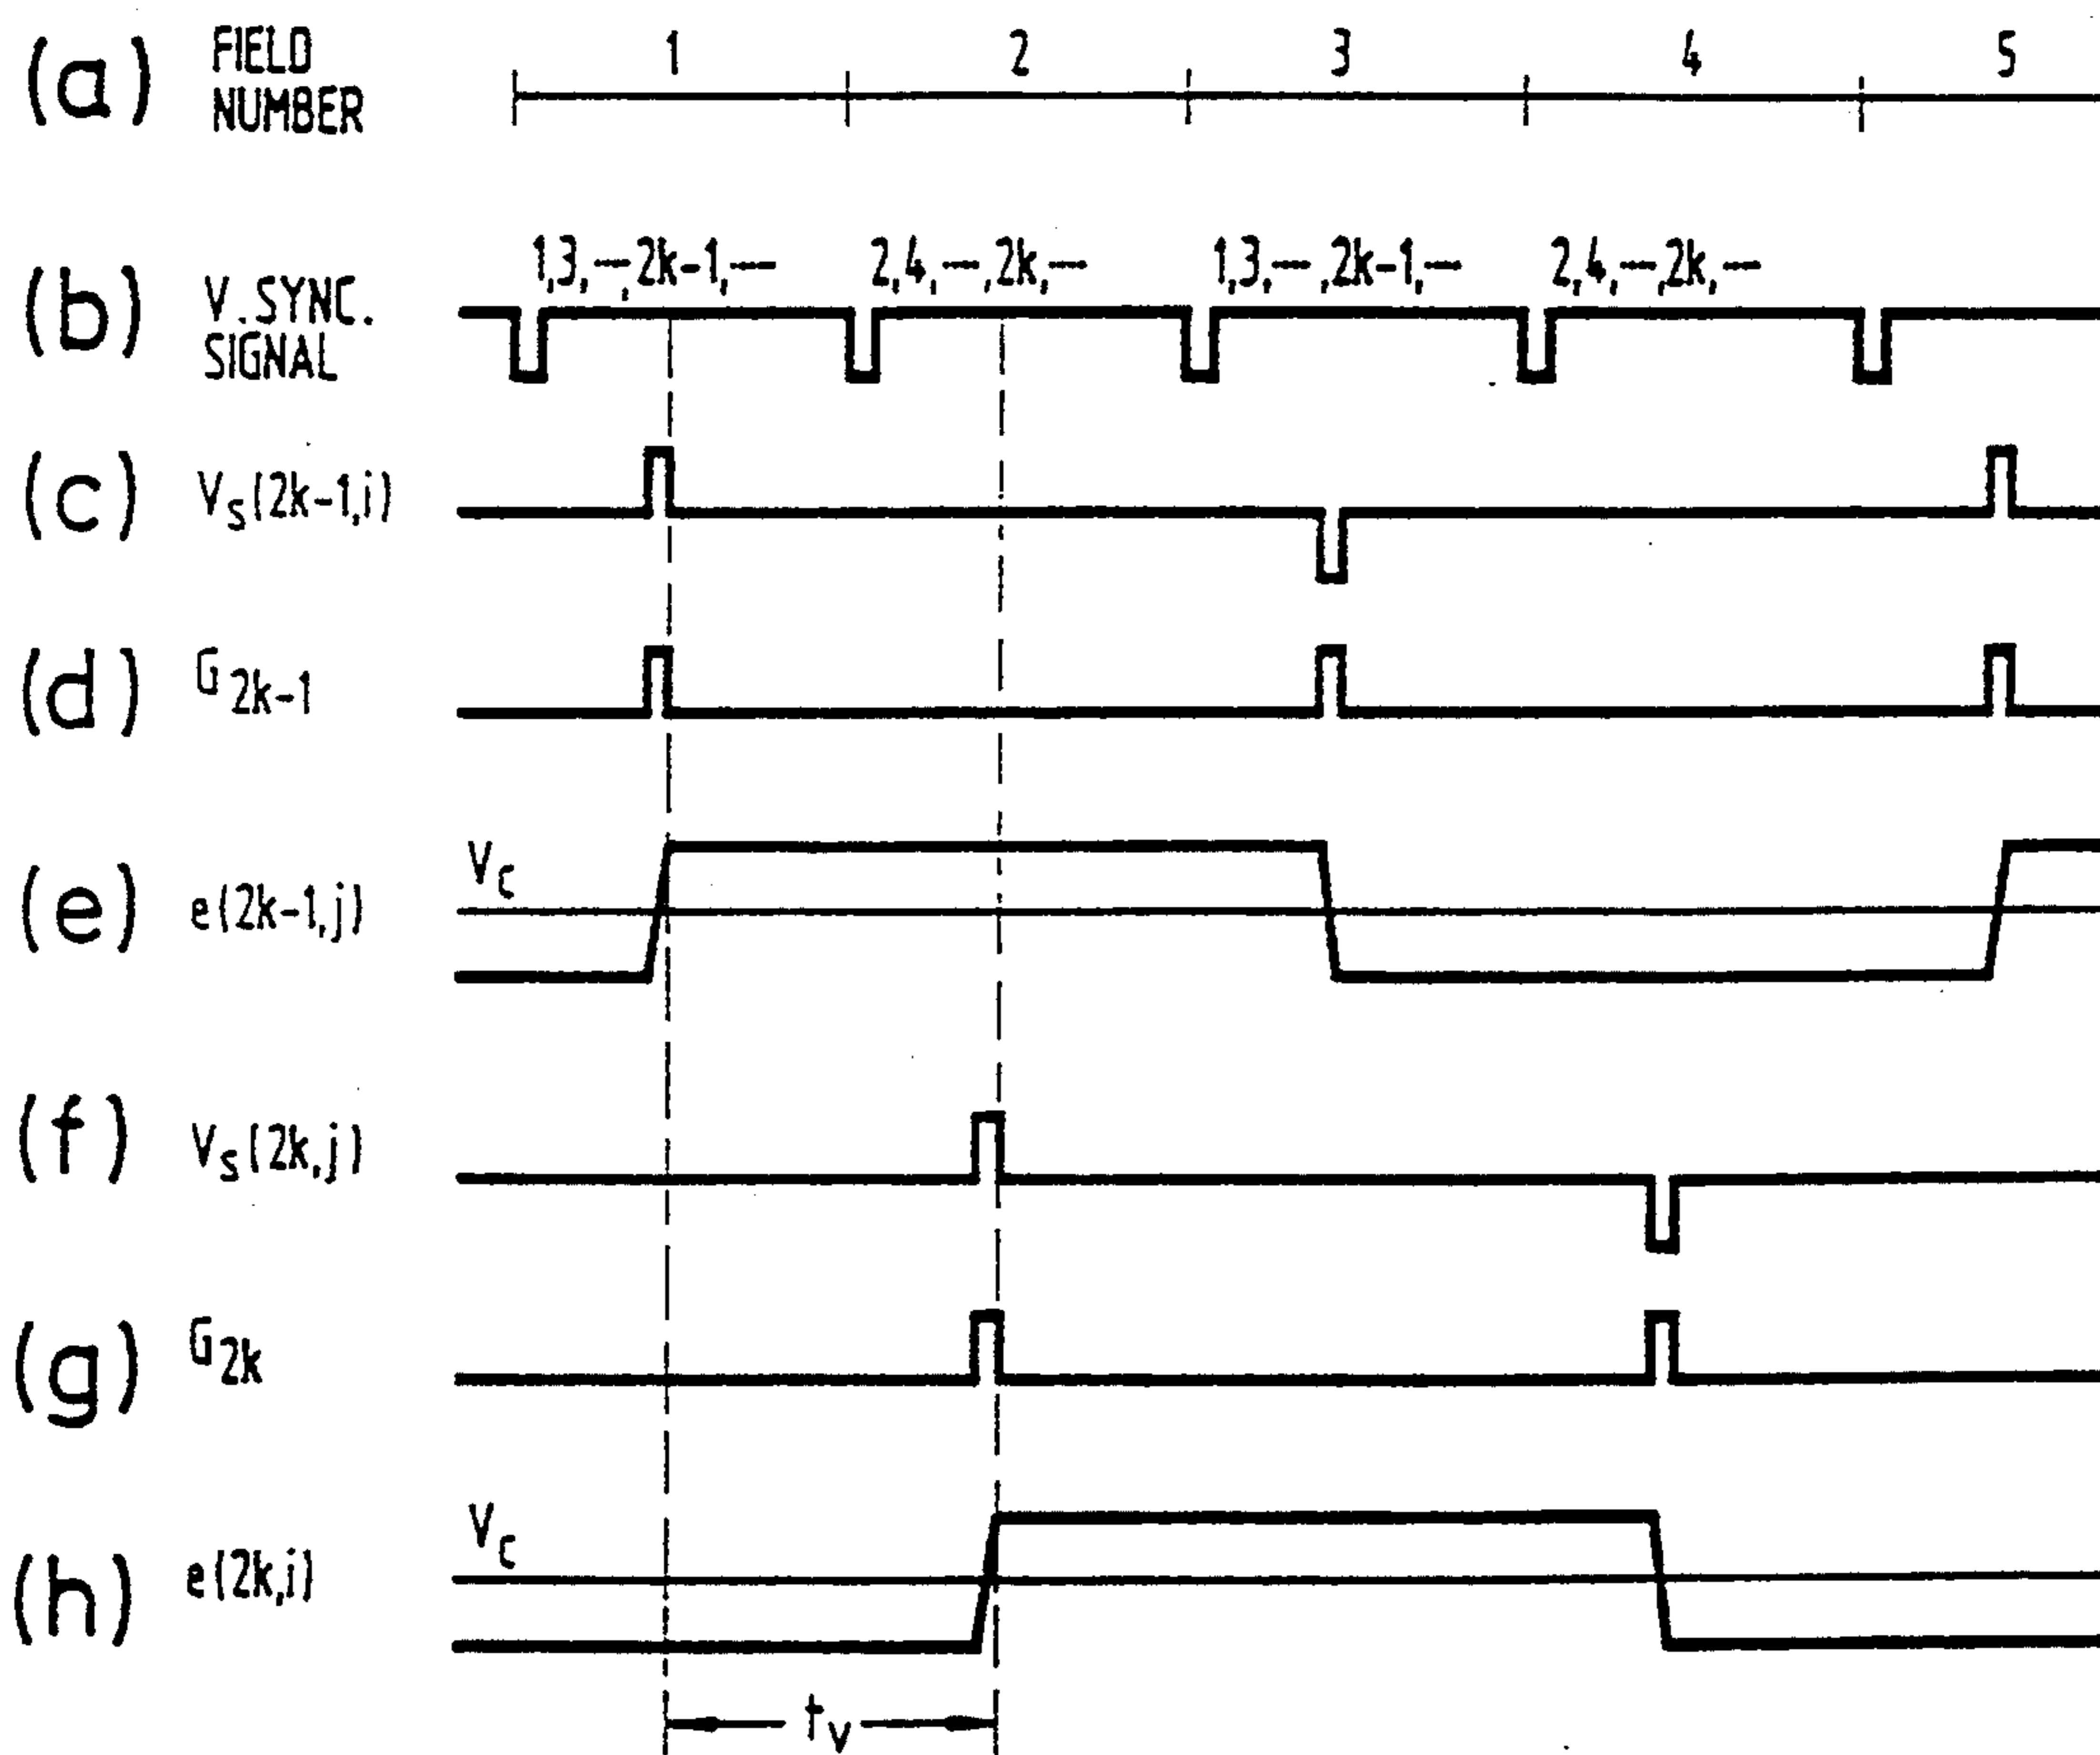 (a) FIELD NUMBER 1 2 3 4 5
1,3,—,2k-1,— 2,4,—,2k,— 1,3,—,2k-1,— 2,4,—,2k,—
(b) V.SYNC. SIGNAL
(c) Vs(2k-1,i)
(d) G2k-1
Vc
(e) e(2k-1,j)
(f) Vs(2k,j)
(g) G2k
Vc
(h) e(2k,i)
tv